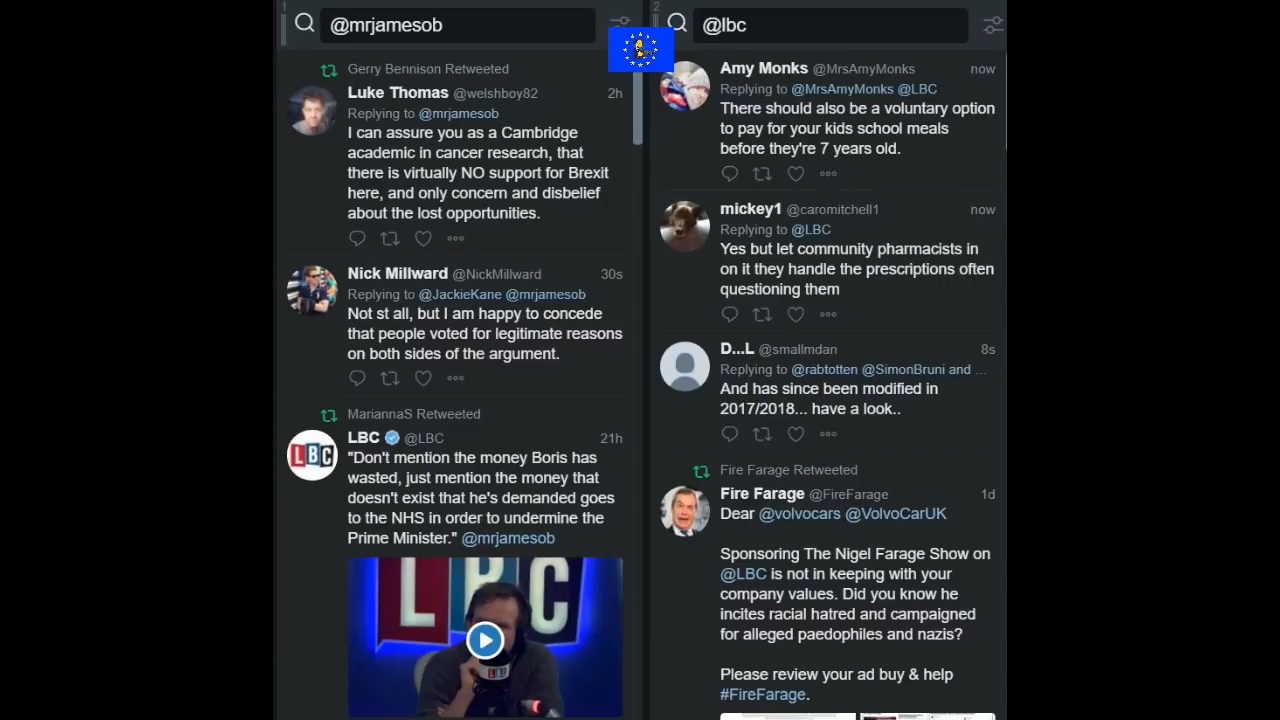 1
@mrjamesob
Gerry Bennison Retweeted
Luke Thomas @welshboy82 2h
Replying to @mrjamesob
I can assure you as a Cambridge
academic in cancer research, that
there is virtually NO support for Brexit
here, and only concern and disbelief
about the lost opportunities.
Nick Millward @NickMillward 30s
Replying to @JackieKane @mrjamesob
Not st all, but I am happy to concede
that people voted for legitimate reasons
on both sides of the argument.
MariannaS Retweeted
LBC @LBC 21h
"Don't mention the money Boris has
wasted, just mention the money that
doesn't exist that he's demanded goes
to the NHS in order to undermine the
Prime Minister." @mrjamesob
LBC
LBC
LBC
2
@lbc
Amy Monks @MrsAmyMonks now
Replying to @MrsAmyMonks @LBC
There should also be a voluntary option
to pay for your kids school meals
before they're 7 years old.
mickey1 @caromitchell1 now
Replying to @LBC
Yes but let community pharmacists in
on it they handle the prescriptions often
questioning them
D...L @smallmdan 8s
Replying to @rabtotten @SimonBruni and ...
And has since been modified in
2017/2018... have a look..
Fire Farage Retweeted
Fire Farage @FireFarage 1d
Dear @volvocars @VolvoCarUK
Sponsoring The Nigel Farage Show on
@LBC is not in keeping with your
company values. Did you know he
incites racial hatred and campaigned
for alleged paedophiles and nazis?
Please review your ad buy & help
#FireFarage.